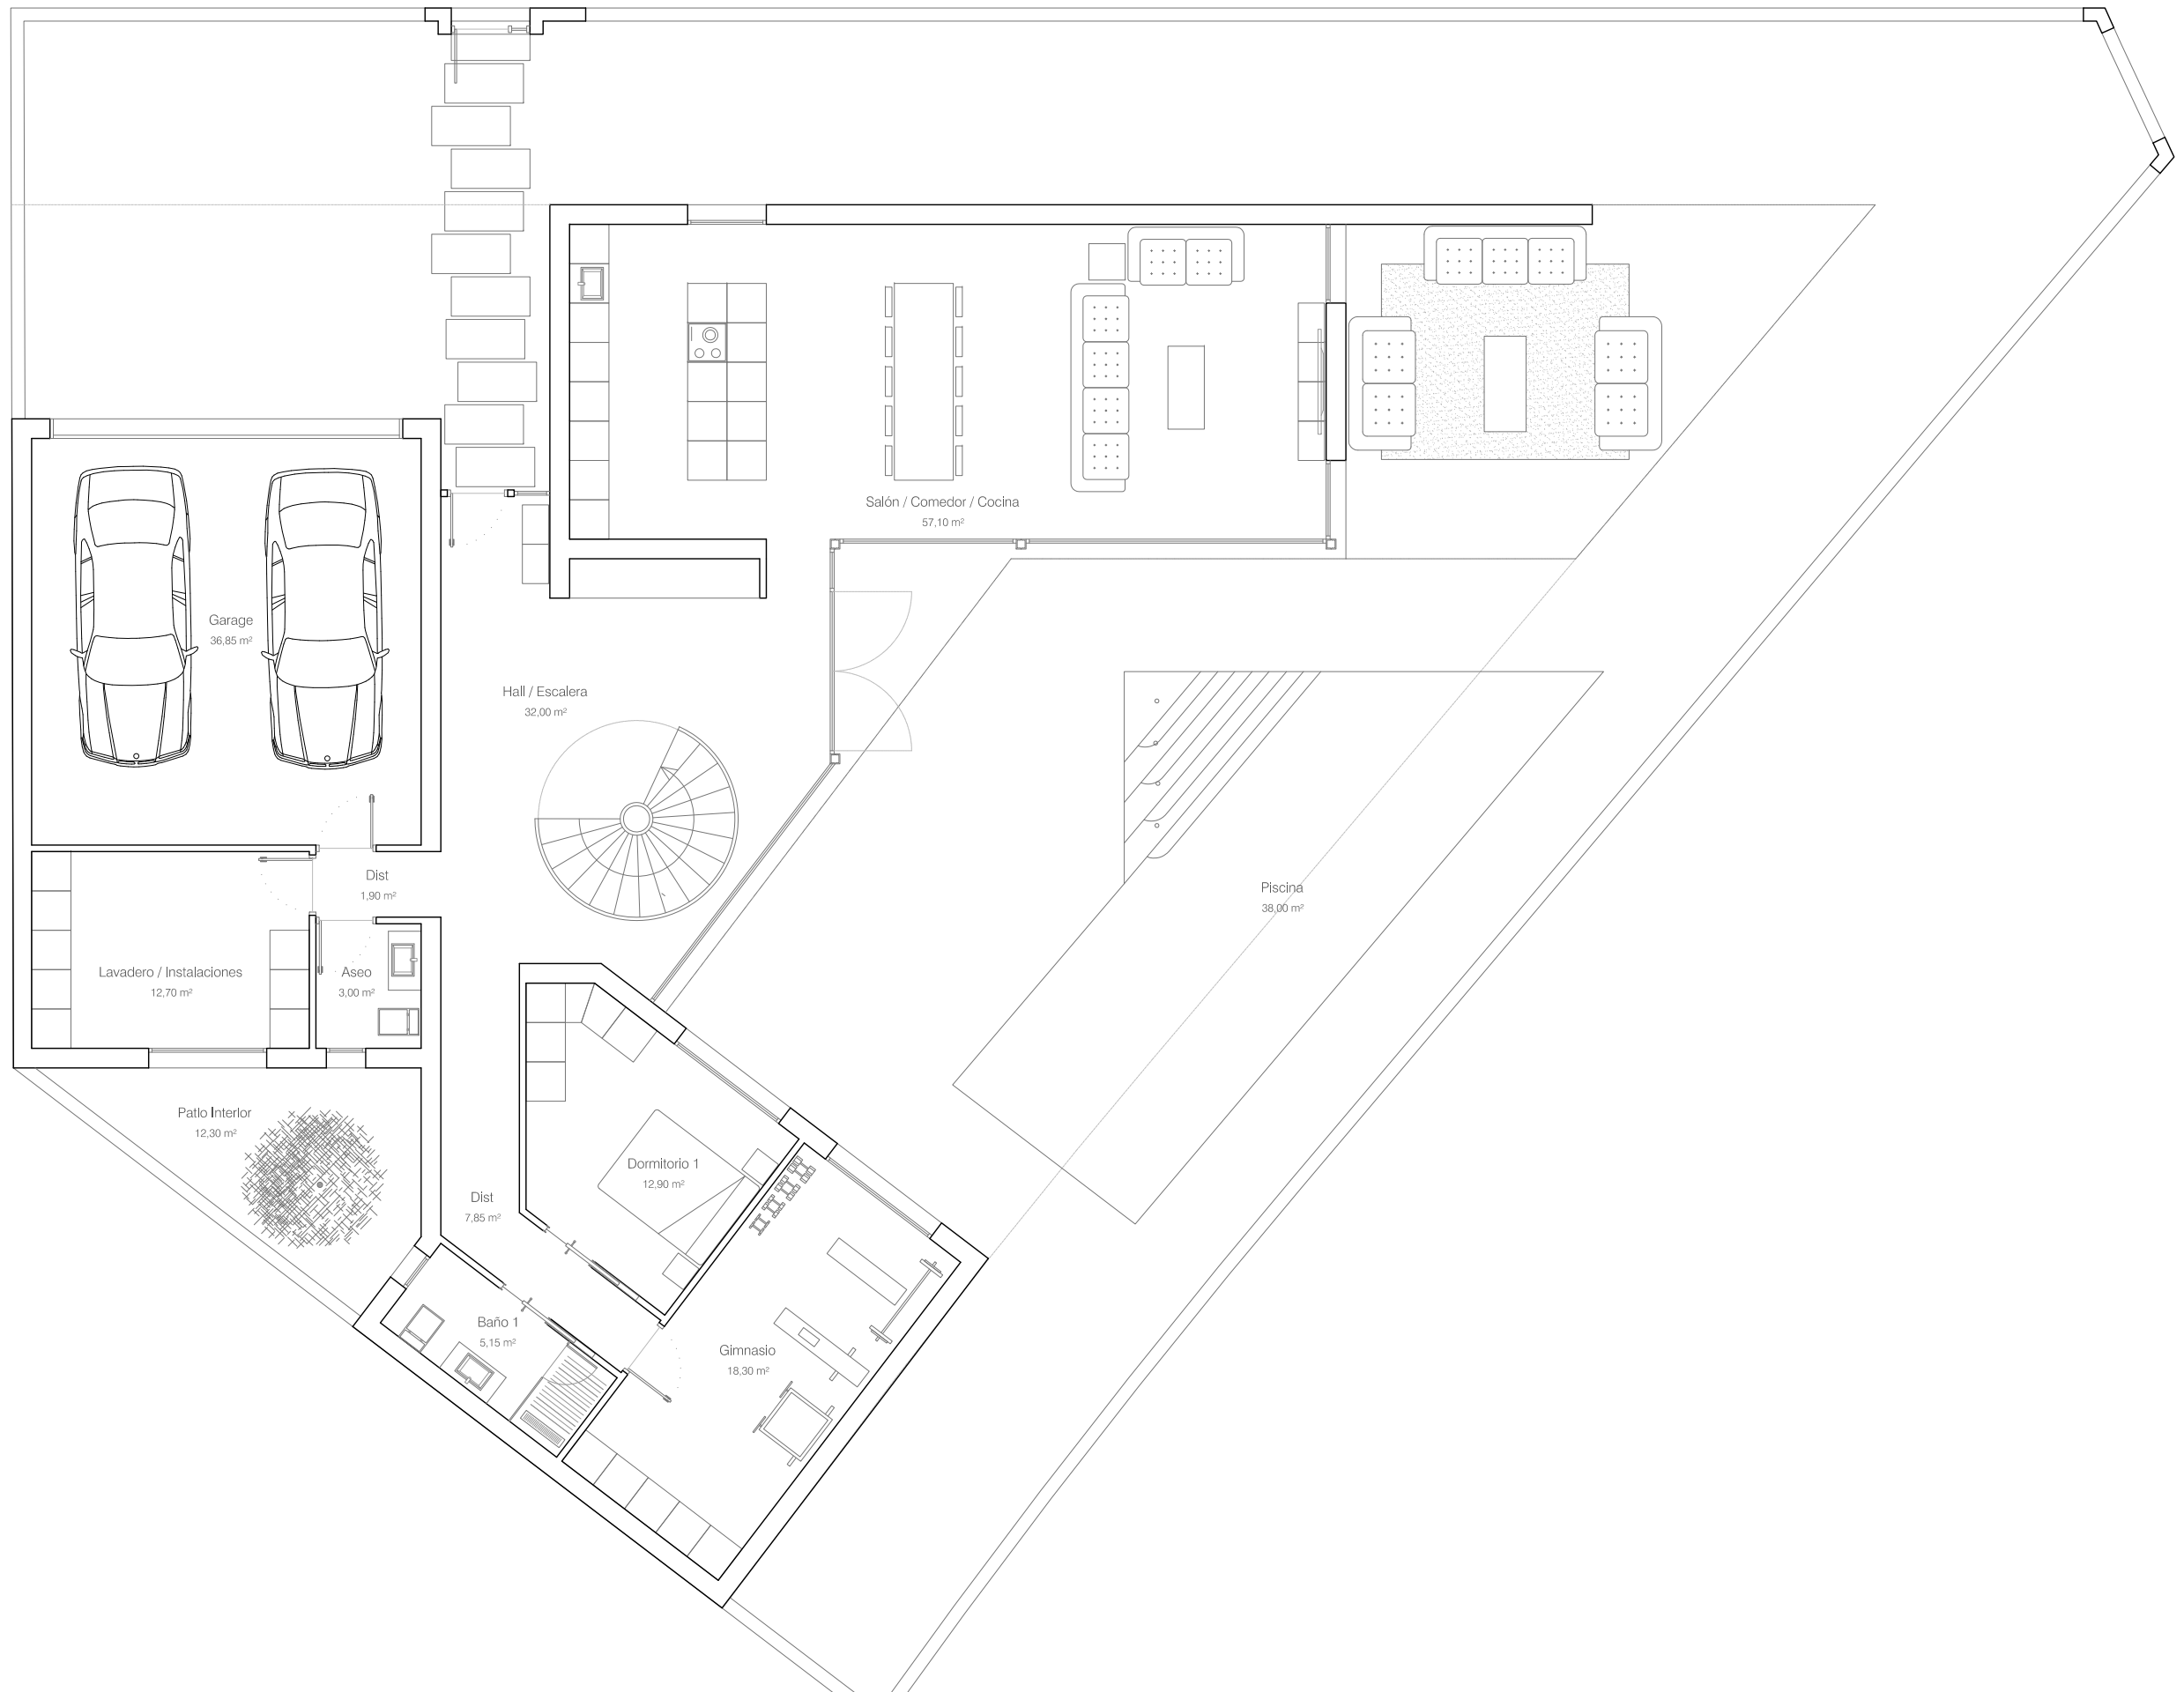 Salón / Comedor / Cocina
57,10 m²
Garage
36,85 m²
Hall / Escalera
32,00 m²
Dist
1,90 m²
Piscina
38,00 m²
Lavadero / Instalaciones
12,70 m²
Aseo
3,00 m²
Patio Interior
12,30 m²
Dormitorio 1
12,90 m²
Dist
7,85 m²
Baño 1
5,15 m²
Gimnasio
18,30 m²